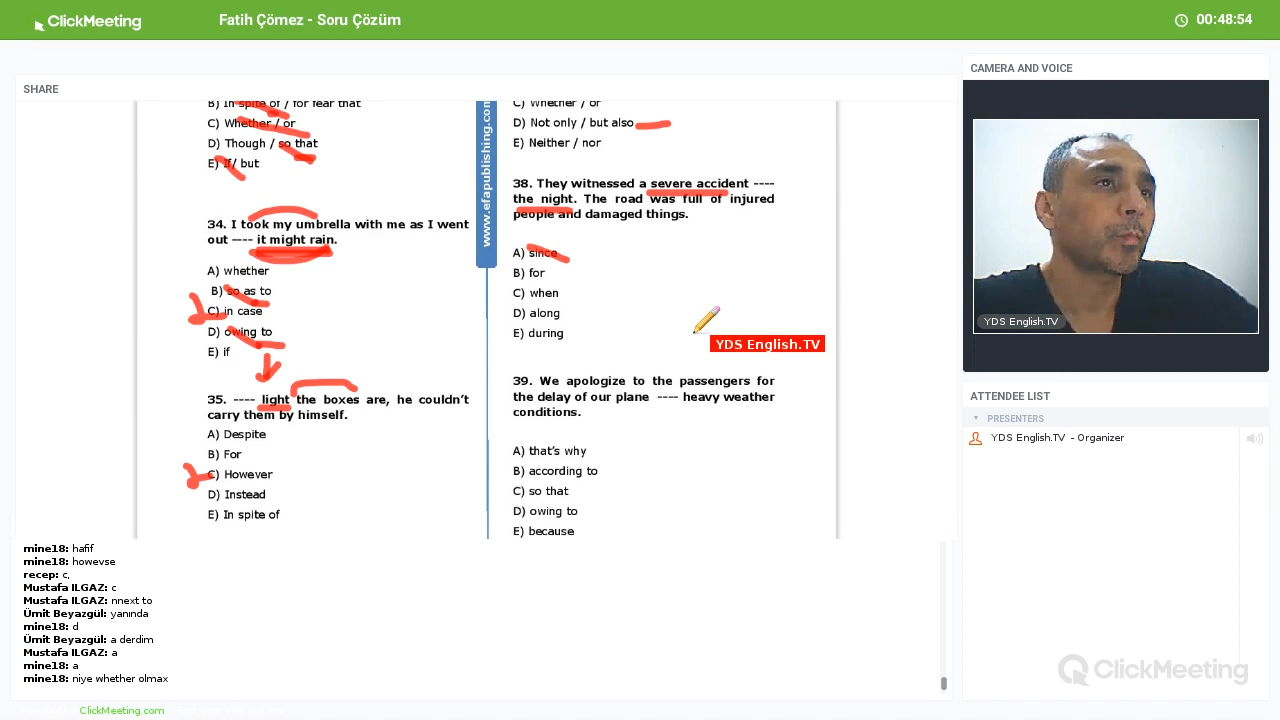 ClickMeeting
Fatih Çömez - Soru Çözüm
00:48:54
SHARE
B) In spite of / for fear that
C) Whether / or
D) Though / so that
E) If/ but
34. I took my umbrella with me as I went
out ---- it might rain.
A) whether
B) so as to
C) in case
D) owing to
E) if
35. ---- light the boxes are, he couldn't
carry them by himself.
A) Despite
B) For
C) However
D) Instead
E) In spite of
www.efapublishing.com
C) Whether / or
D) Not only / but also
E) Neither / nor
38. They witnessed a severe accident ----
the night. The road was full of injured
people and damaged things.
A) since
B) for
C) when
D) along
E) during
YDS English.TV
39. We apologize to the passengers for
the delay of our plane ---- heavy weather
conditions.
A) that's why
B) according to
C) so that
D) owing to
E) because
CAMERA AND VOICE
YDS English.TV
ATTENDEE LIST
PRESENTERS
YDS English.TV - Organizer
mine18: hafif
mine18: howevse
recep: c,
Mustafa ILGAZ: c
Mustafa ILGAZ: nnext to
Ümit Beyazgül: yanında
mine18: d
Ümit Beyazgül: a derdim
Mustafa ILGAZ: a
mine18: a
mine18: niye whether olmax
ClickMeeting
ClickMeeting.com